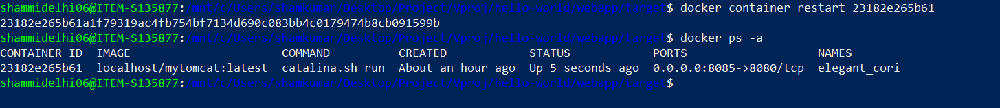 shammidelhi06@ITEM-S135877:/mnt/c/Users/shamkumar/Desktop/Project/Vproj/hello-world/webapp/target$ docker container restart 23182e265b61
23182e265b61a1f79319ac4fb754bf7134d690c083bb4c0179474b8cb091599b
shammidelhi06@ITEM-S135877:/mnt/c/Users/shamkumar/Desktop/Project/Vproj/hello-world/webapp/target$ docker ps -a
CONTAINER ID  IMAGE                       COMMAND          CREATED            STATUS            PORTS                   NAMES
23182e265b61  localhost/mytomcat:latest  catalina.sh run  About an hour ago  Up 5 seconds ago  0.0.0.0:8085->8080/tcp  elegant_cori
shammidelhi06@ITEM-S135877:/mnt/c/Users/shamkumar/Desktop/Project/Vproj/hello-world/webapp/target$